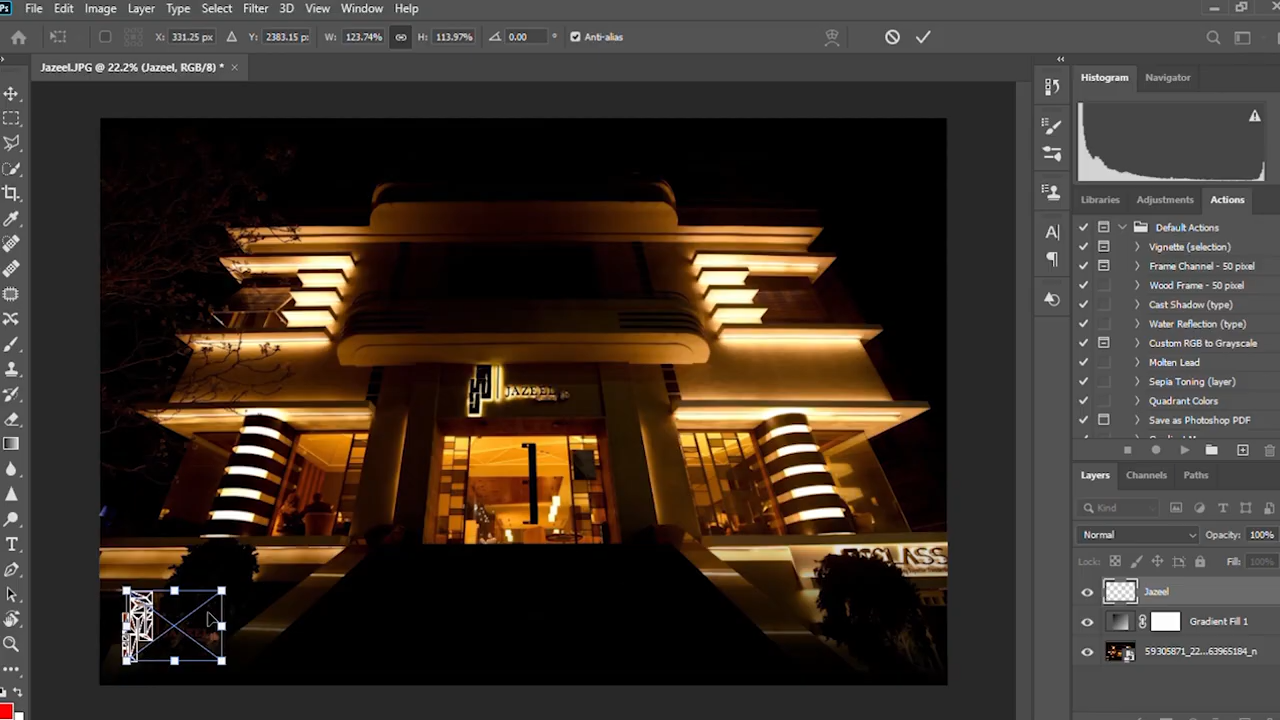 Ps File Edit Image Layer Type Select Filter 3D View Window Help
X: 331.25 px Y: 2383.15 p: W: 123.74% H: 113.97% 0.00 ° Anti-alias
Jazeel.JPG @ 22.2% (Jazeel, RGB/8) * ×
Histogram Navigator
Libraries Adjustments Actions
Default Actions
Vignette (selection)
Frame Channel - 50 pixel
Wood Frame - 50 pixel
Cast Shadow (type)
Water Reflection (type)
Custom RGB to Grayscale
Molten Lead
Sepia Toning (layer)
Quadrant Colors
Save as Photoshop PDF
JAZEEL
Layers Channels Paths
Kind
Normal Opacity: 100%
Lock: Fill: 100%
Jazeel
Gradient Fill 1
59305871_22...63965184_n